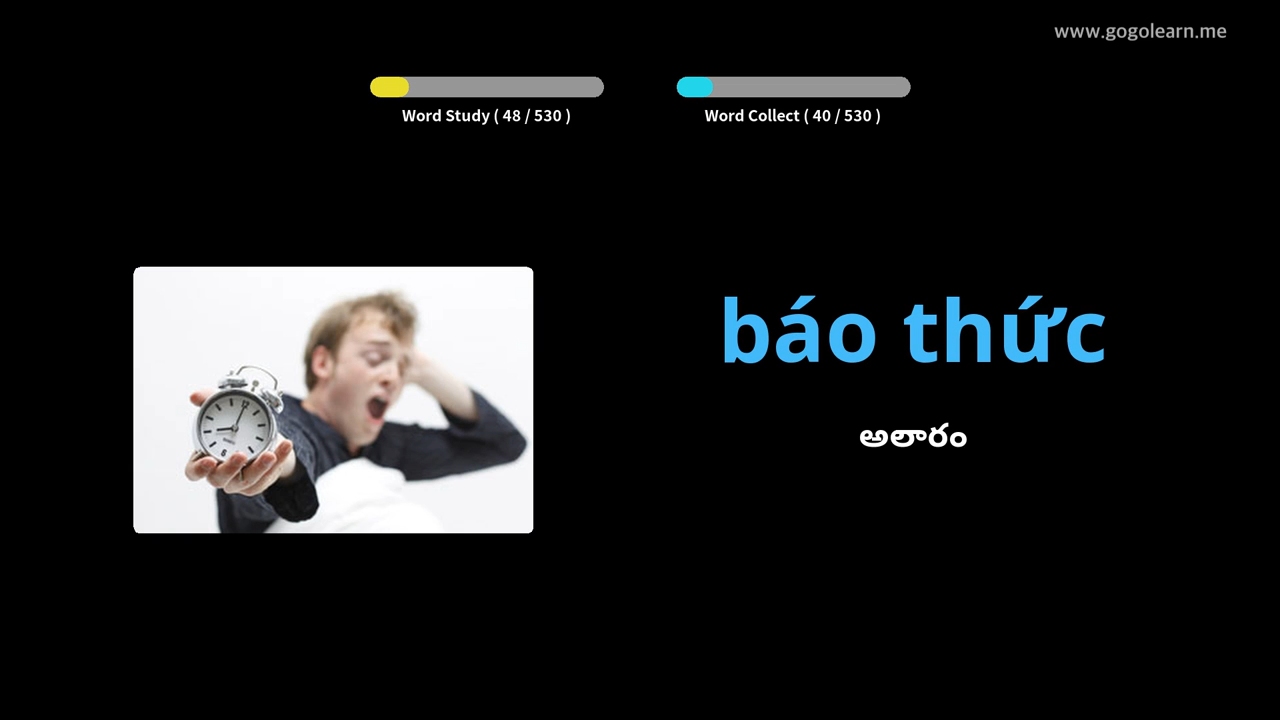 www.gogolearn.me
Word Study ( 48 / 530 )
Word Collect ( 40 / 530 )
báo thức
అలారం